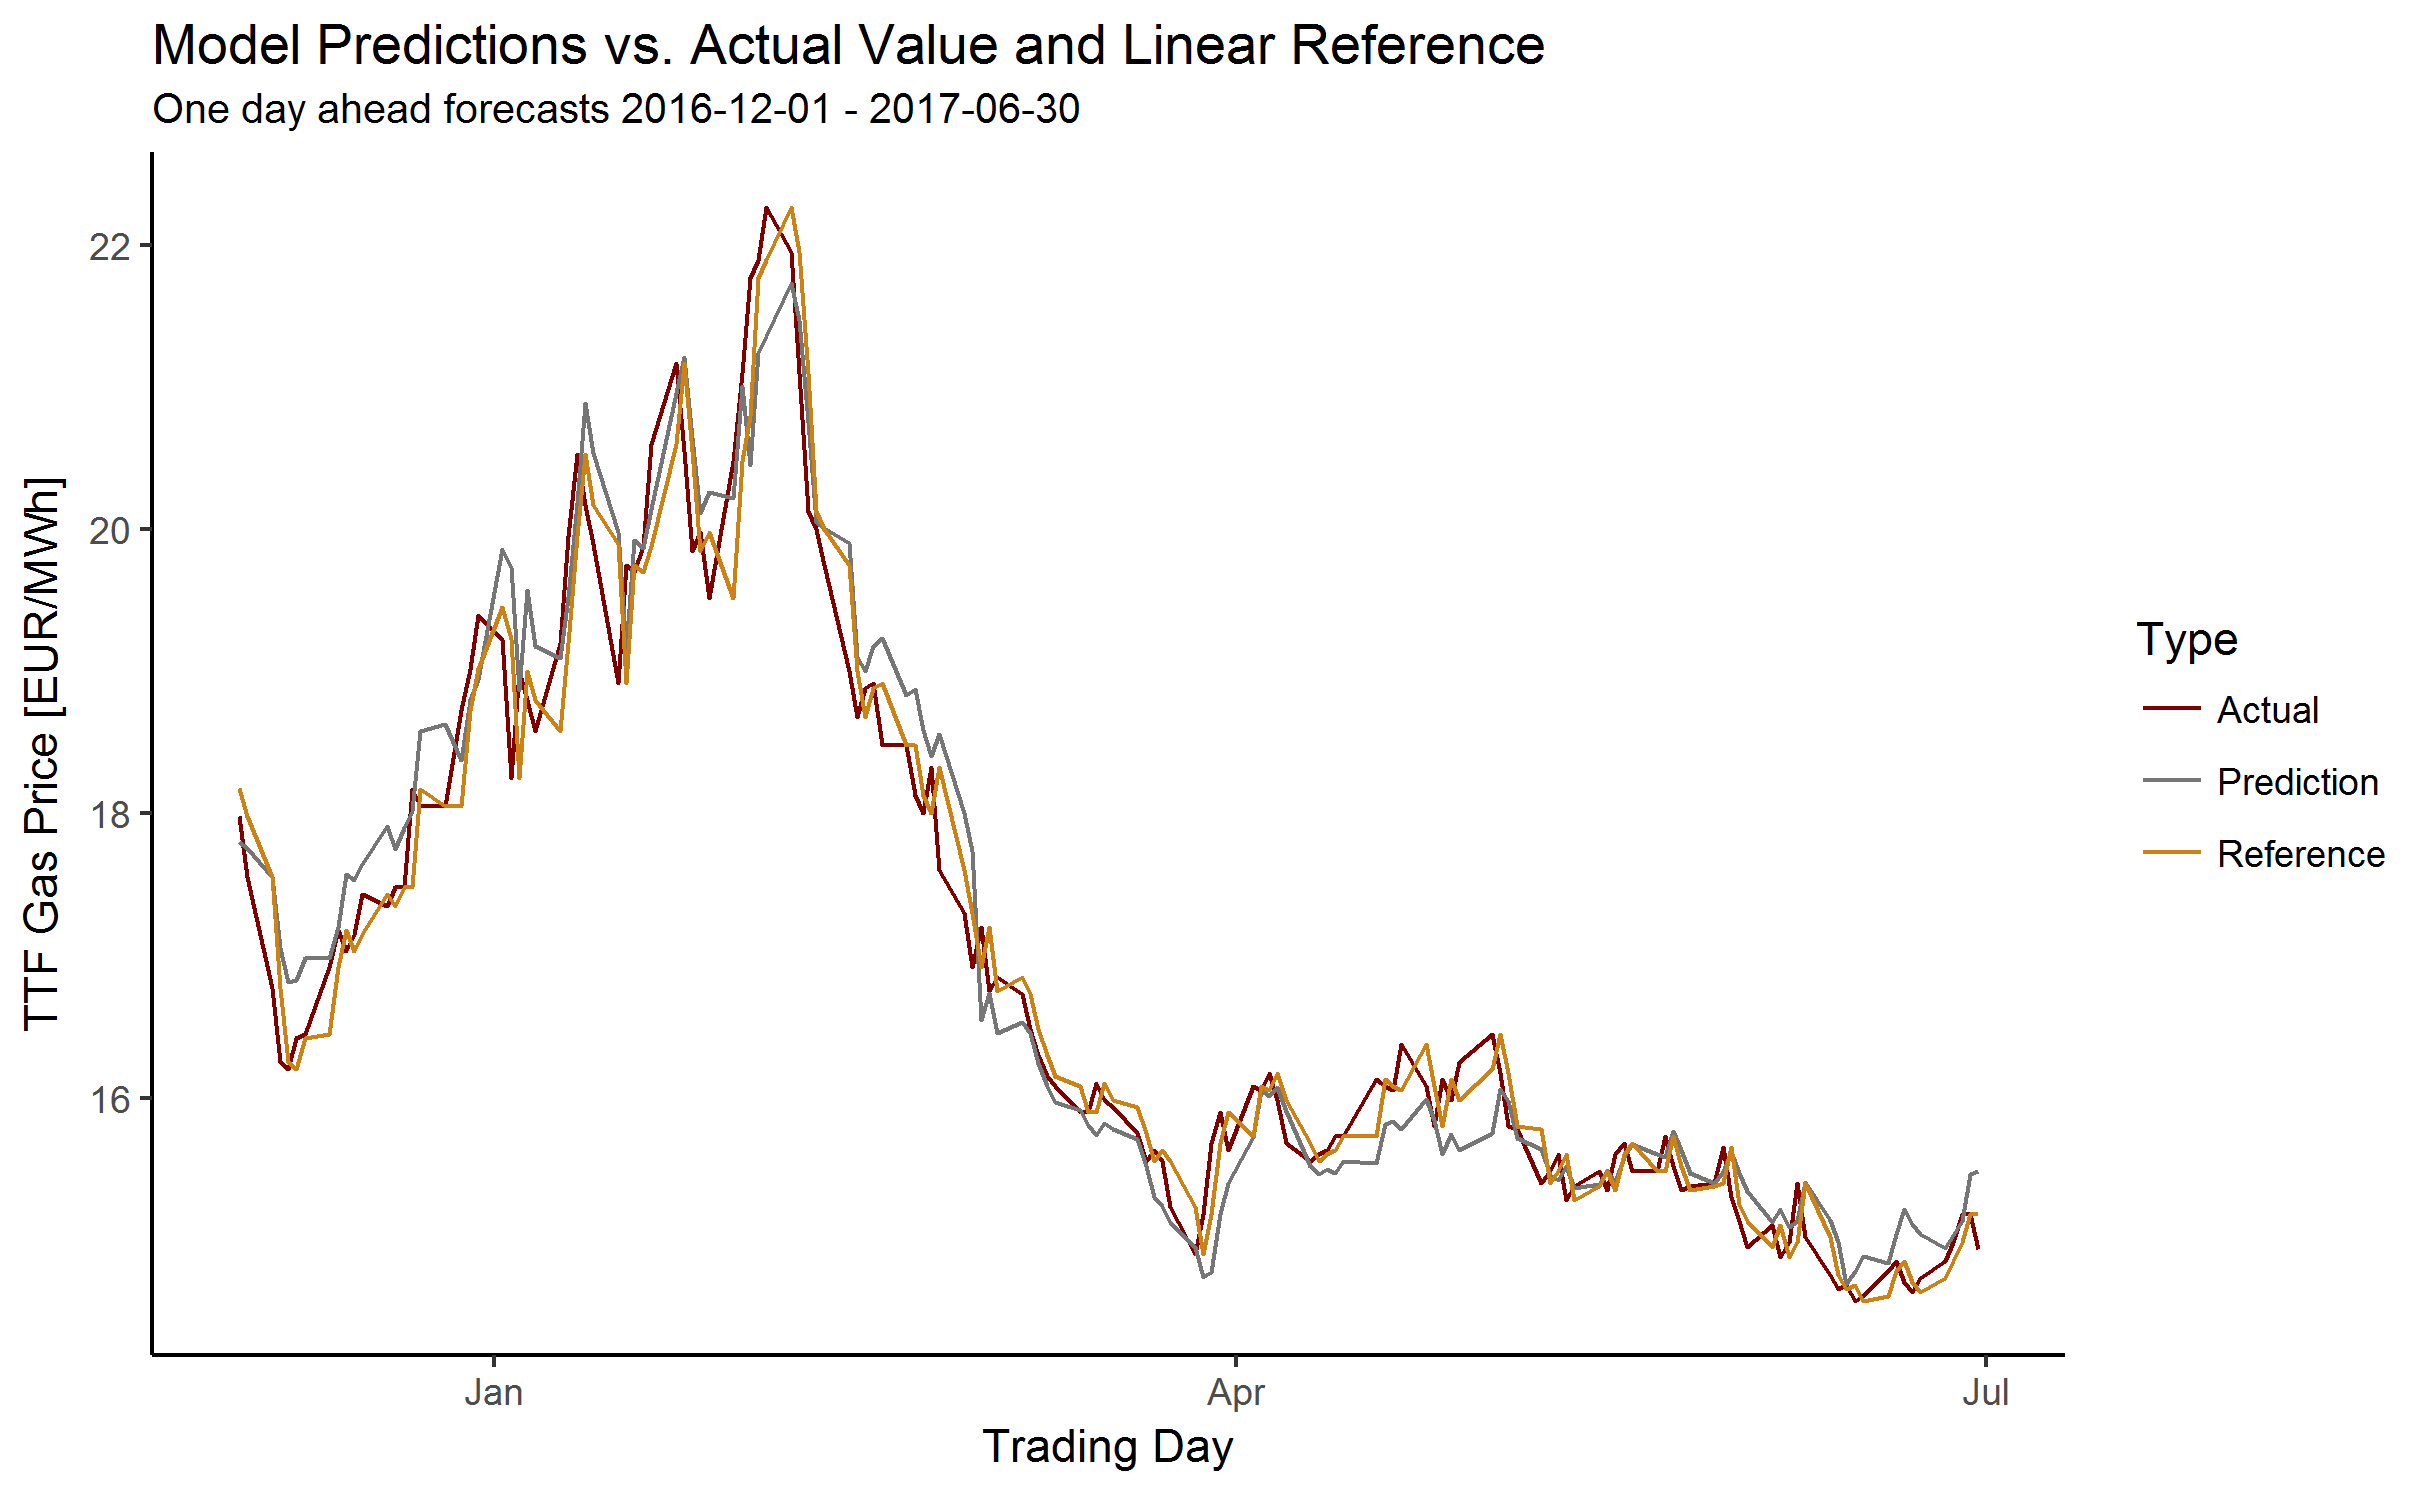 Model Predictions vs. Actual Value and Linear Reference
One day ahead forecasts 2016-12-01 - 2017-06-30
TTF Gas Price [EUR/MWh]
22
20
18
16
Jan
Apr
Jul
Trading Day
Type
Actual
Prediction
Reference